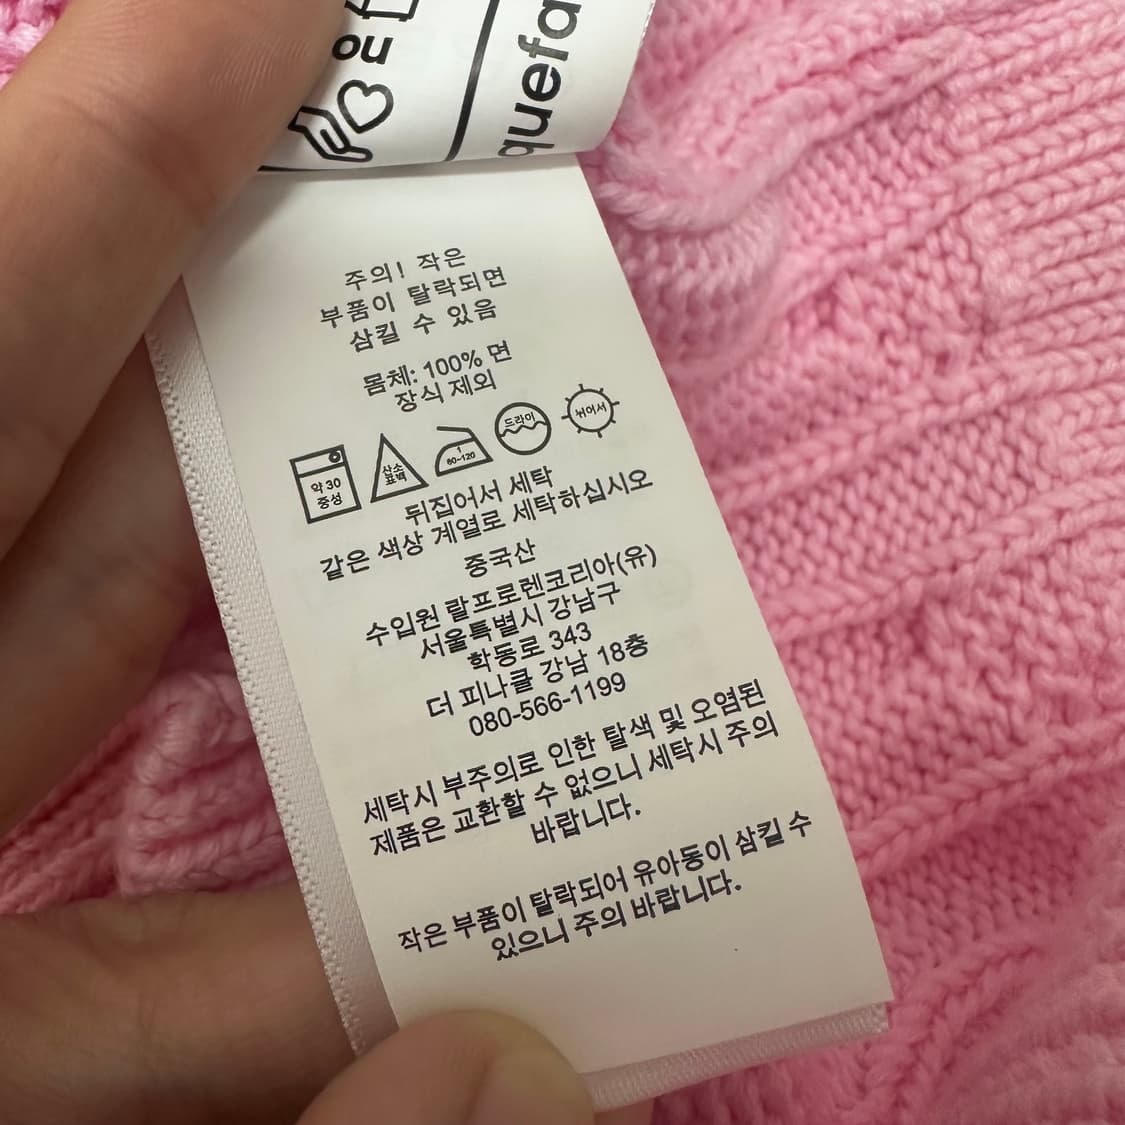 ou
quefa
주의! 작은
부품이 탈락되면
삼킬 수 있음
몸체: 100% 면
장식 제외
약 30
중성
산소
표백
1
60~120
드라이
뉘어서
뒤집어서 세탁
같은 색상 계열로 세탁하십시오
중국산
수입원 랄프로렌코리아(유)
서울특별시 강남구
학동로 343
더 피나클 강남 18층
080-566-1199
세탁시 부주의로 인한 탈색 및 오염된
제품은 교환할 수 없으니 세탁시 주의
바랍니다.
작은 부품이 탈락되어 유아동이 삼킬 수
있으니 주의 바랍니다.